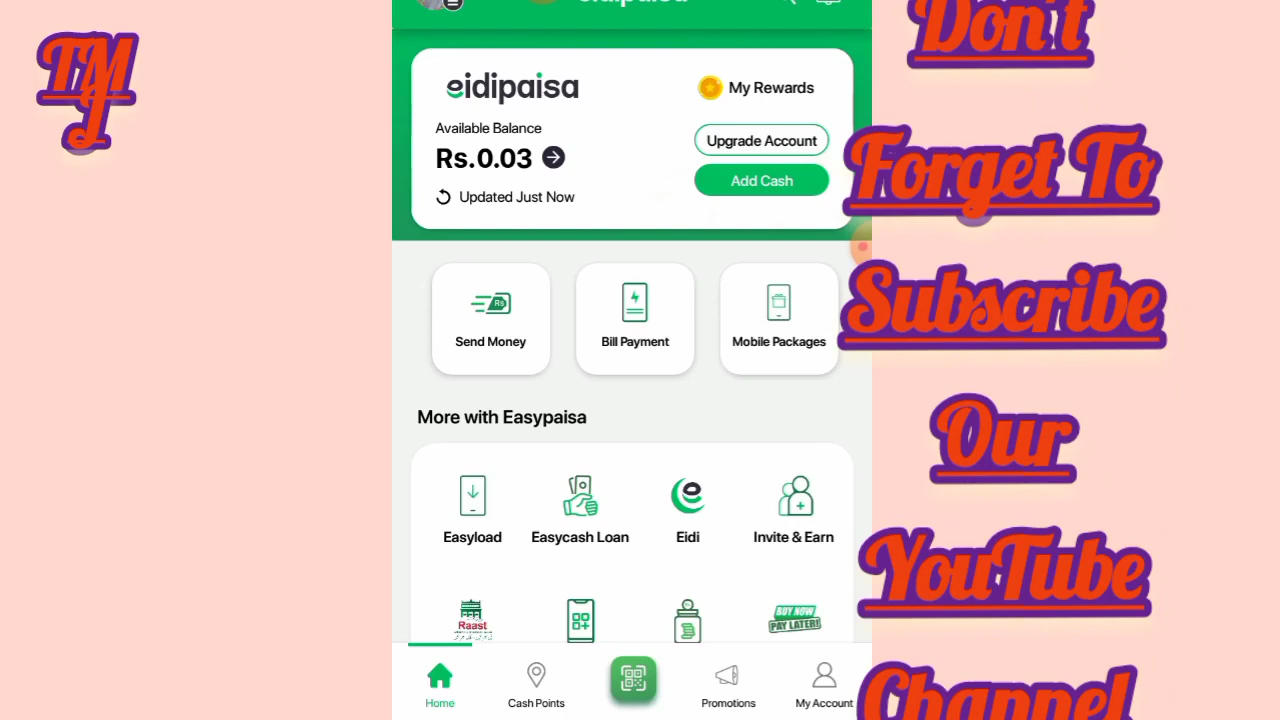 TM
J
eidipaisa
eidipaisa
My Rewards
Available Balance
Rs.0.03
Upgrade Account
Add Cash
Updated Just Now
Rs
Send Money
Bill Payment
Mobile Packages
More with Easypaisa
Easyload
Easycash Loan
Eidi
Invite & Earn
Raast
BUY NOW
PAY LATER!
Home
Cash Points
Promotions
My Account
Don't
Forget To
Subscribe
Our
YouTube
Channel